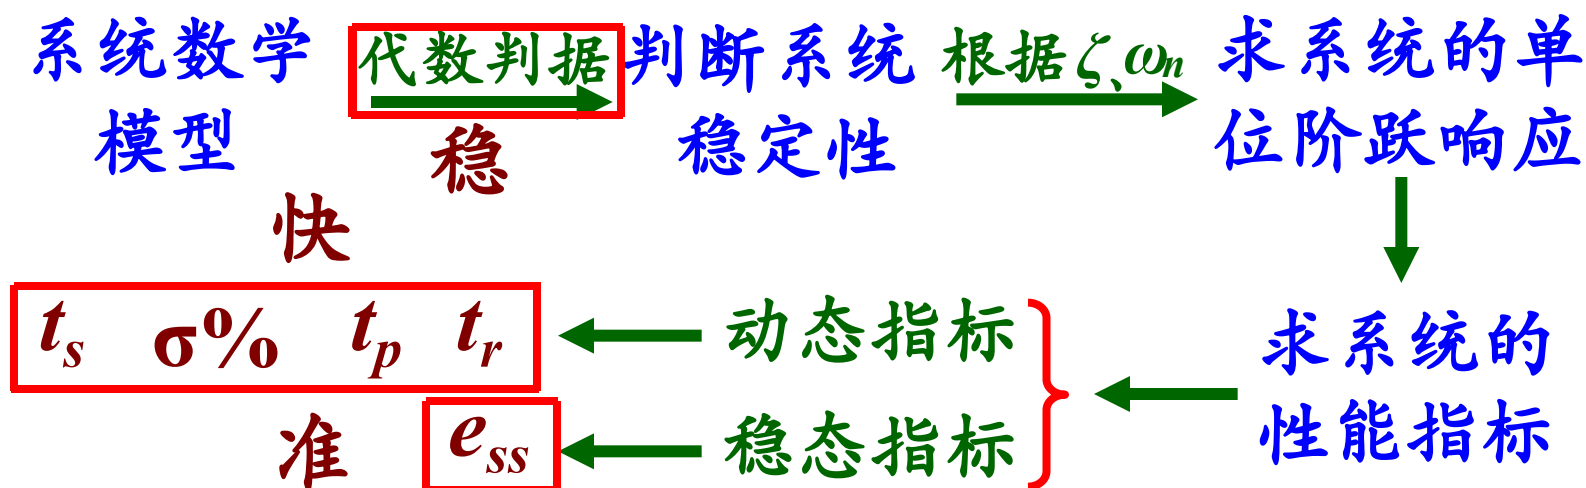 系统数学 代数判据 判断系统 根据ζ、ωn 求系统的单
模型 稳 稳定性 位阶跃响应
快
ts σ% tp tr 动态指标 求系统的
准 ess 稳态指标 性能指标